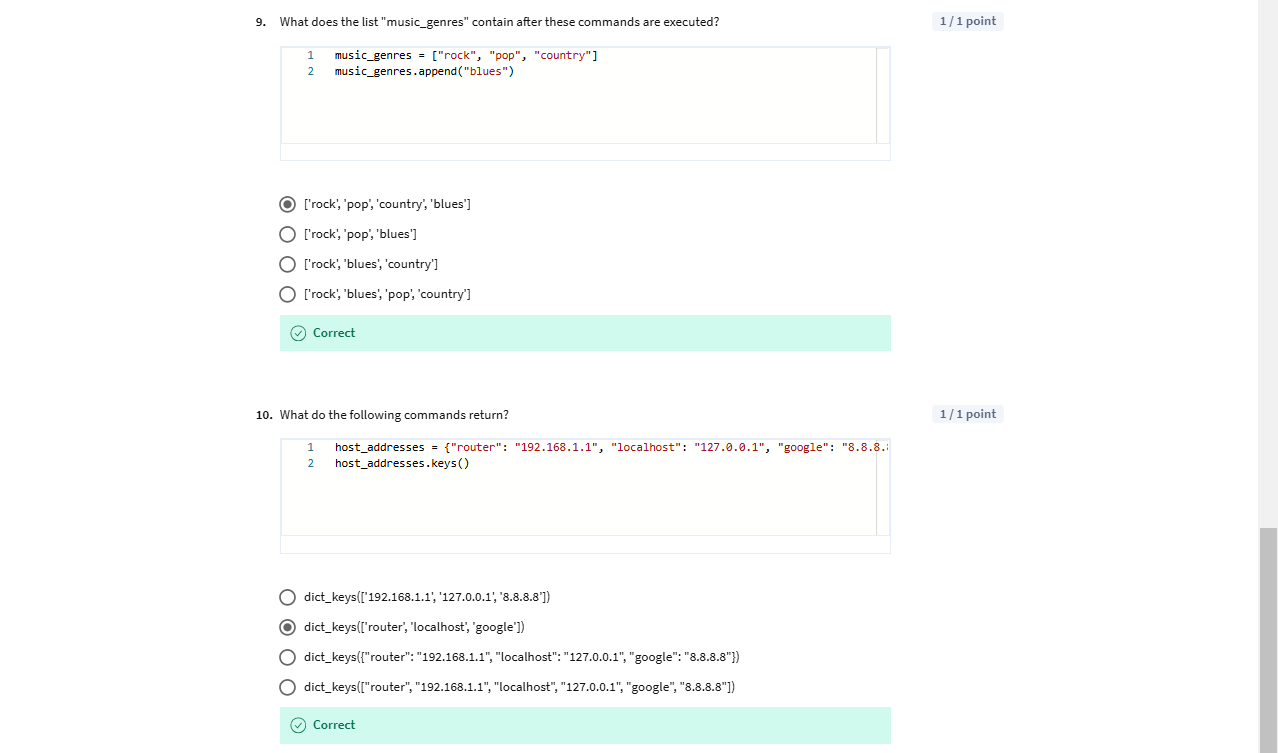 9. What does the list "music_genres" contain after these commands are executed?
1 / 1 point
1 music_genres = ["rock", "pop", "country"]
2 music_genres.append("blues")
['rock', 'pop', 'country', 'blues']
['rock', 'pop', 'blues']
['rock', 'blues', 'country']
['rock', 'blues', 'pop', 'country']
Correct
10. What do the following commands return?
1 / 1 point
1 host_addresses = {"router": "192.168.1.1", "localhost": "127.0.0.1", "google": "8.8.8.
2 host_addresses.keys()
dict_keys(['192.168.1.1', '127.0.0.1', '8.8.8.8'])
dict_keys(['router', 'localhost', 'google'])
dict_keys({"router": "192.168.1.1", "localhost": "127.0.0.1", "google": "8.8.8.8"})
dict_keys(["router", "192.168.1.1", "localhost", "127.0.0.1", "google", "8.8.8.8"])
Correct